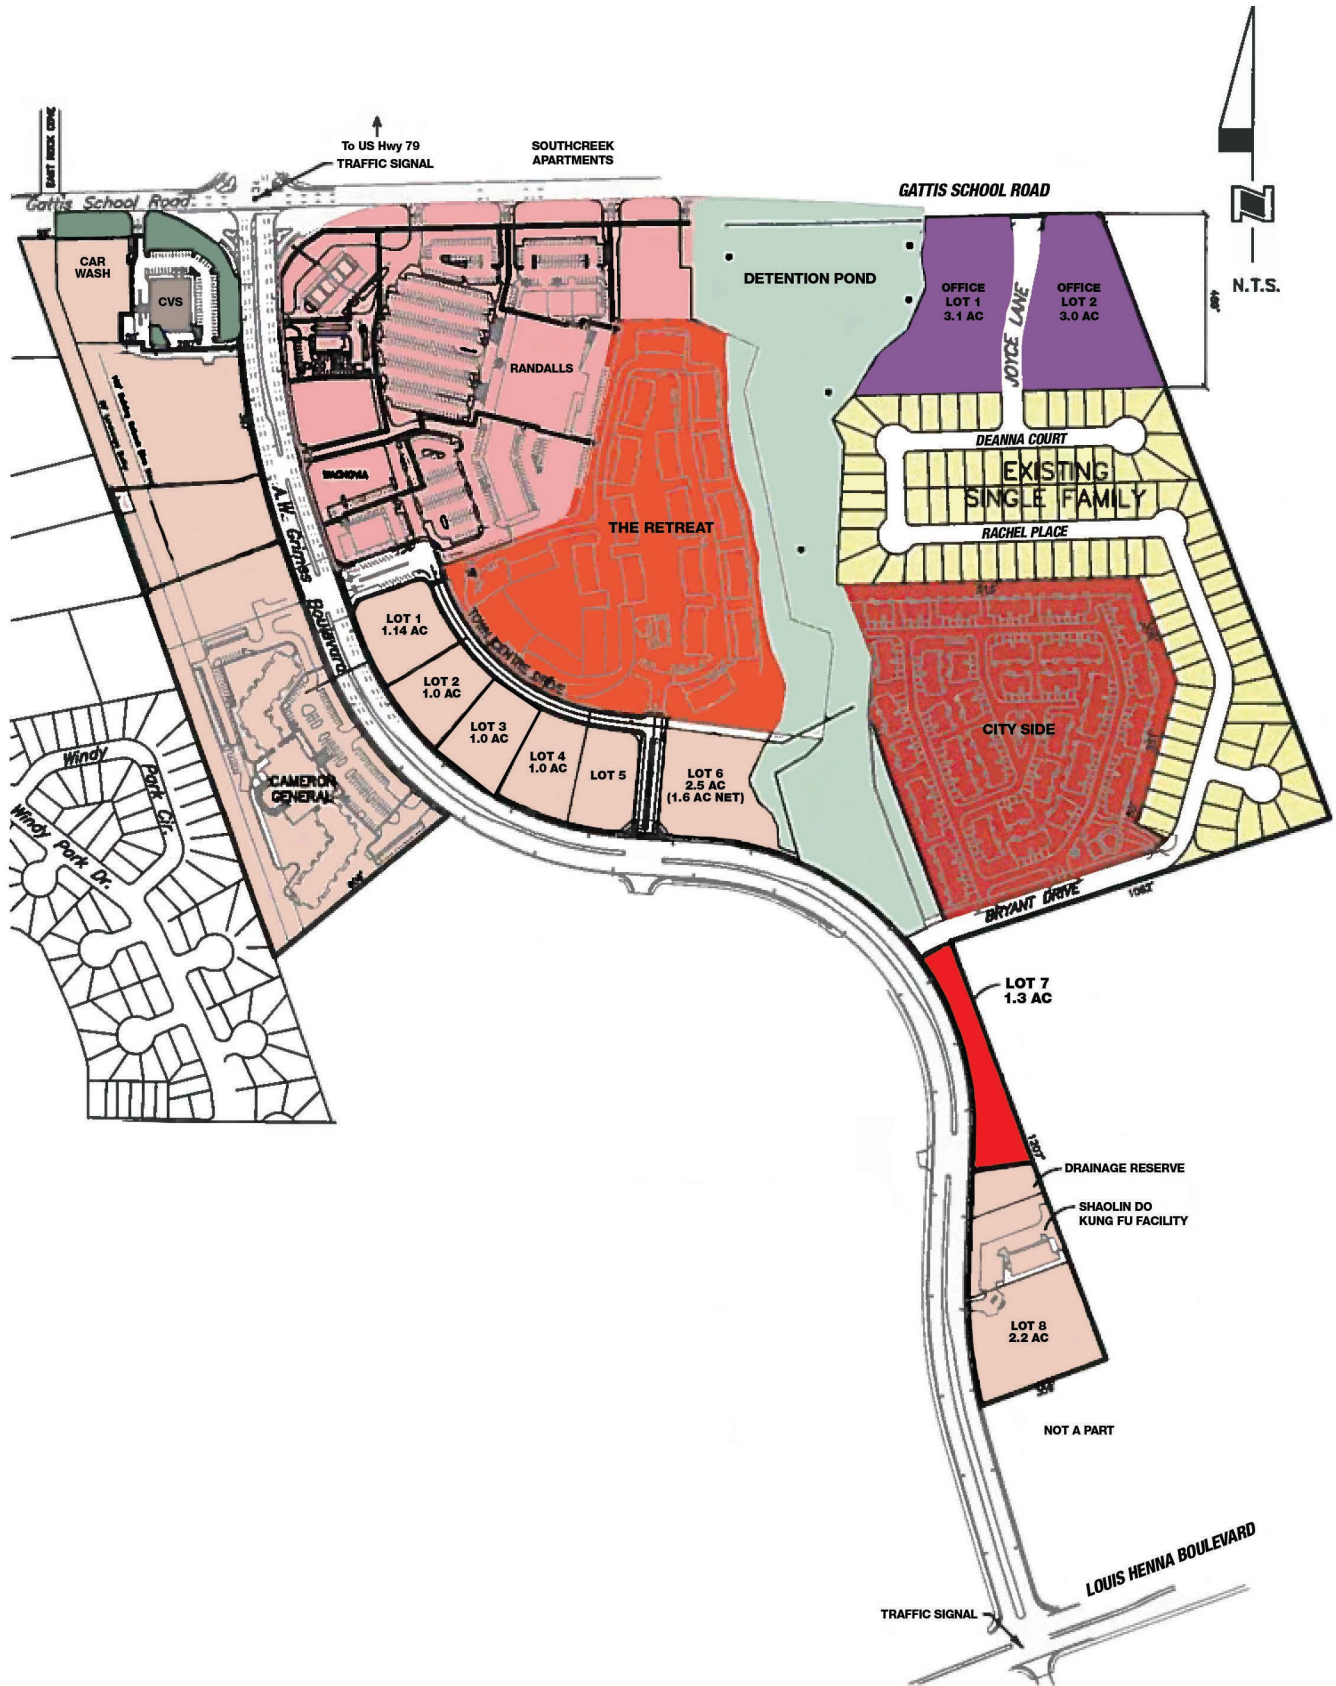 EAST ROCK COVE
To US Hwy 79
TRAFFIC SIGNAL
SOUTHCREEK
APARTMENTS
GATTIS SCHOOL ROAD
Gattis School Road
N.T.S.
CAR
WASH
CVS
DETENTION POND
OFFICE
LOT 1
3.1 AC
JOYCE LANE
OFFICE
LOT 2
3.0 AC
RANDALLS
WACHOVIA
DEANNA COURT
EXISTING
SINGLE FAMILY
RACHEL PLACE
THE RETREAT
A.W. Grimes
Boulevard
TOWN CENTRE DRIVE
LOT 1
1.14 AC
LOT 2
1.0 AC
LOT 3
1.0 AC
LOT 4
1.0 AC
LOT 5
LOT 6
2.5 AC
(1.6 AC NET)
CITY SIDE
CAMERON
GENERAL
Windy
Park Cir.
Windy Park Dr.
BRYANT DRIVE
1082'
LOT 7
1.3 AC
1207'
DRAINAGE RESERVE
SHAOLIN DO
KUNG FU FACILITY
LOT 8
2.2 AC
NOT A PART
LOUIS HENNA BOULEVARD
TRAFFIC SIGNAL